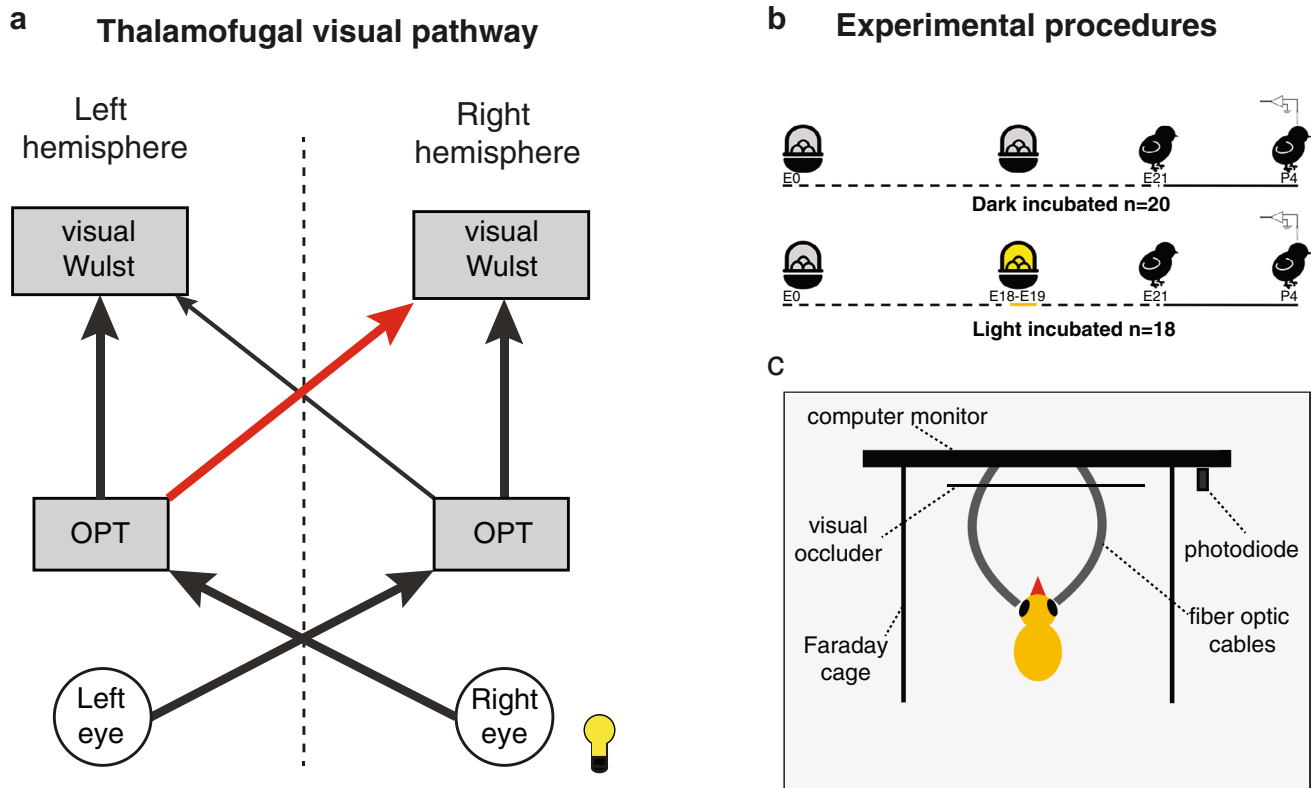 a
Thalamofugal visual pathway
Left
hemisphere
Right
hemisphere
visual
Wulst
visual
Wulst
OPT
OPT
Left
eye
Right
eye
b
Experimental procedures
E0
E21
P4
Dark incubated n=20
E0
E18-E19
E21
P4
Light incubated n=18
c
computer monitor
visual
occluder
photodiode
Faraday
cage
fiber optic
cables